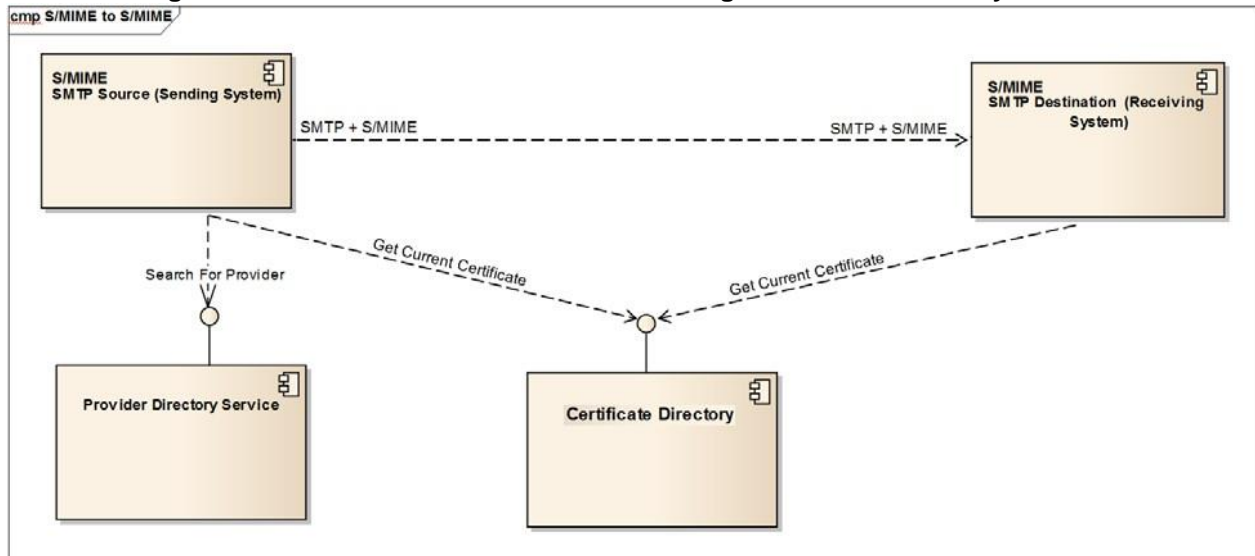 cmp S/MIME to S/MIME
S/MIME
SMTP Source (Sending System)
S/MIME
SMTP Destination (Receiving
System)
SMTP + S/MIME
SMTP + S/MIME
Get Current Certificate
Get Current Certificate
Search For Provider
Provider Directory Service
Certificate Directory